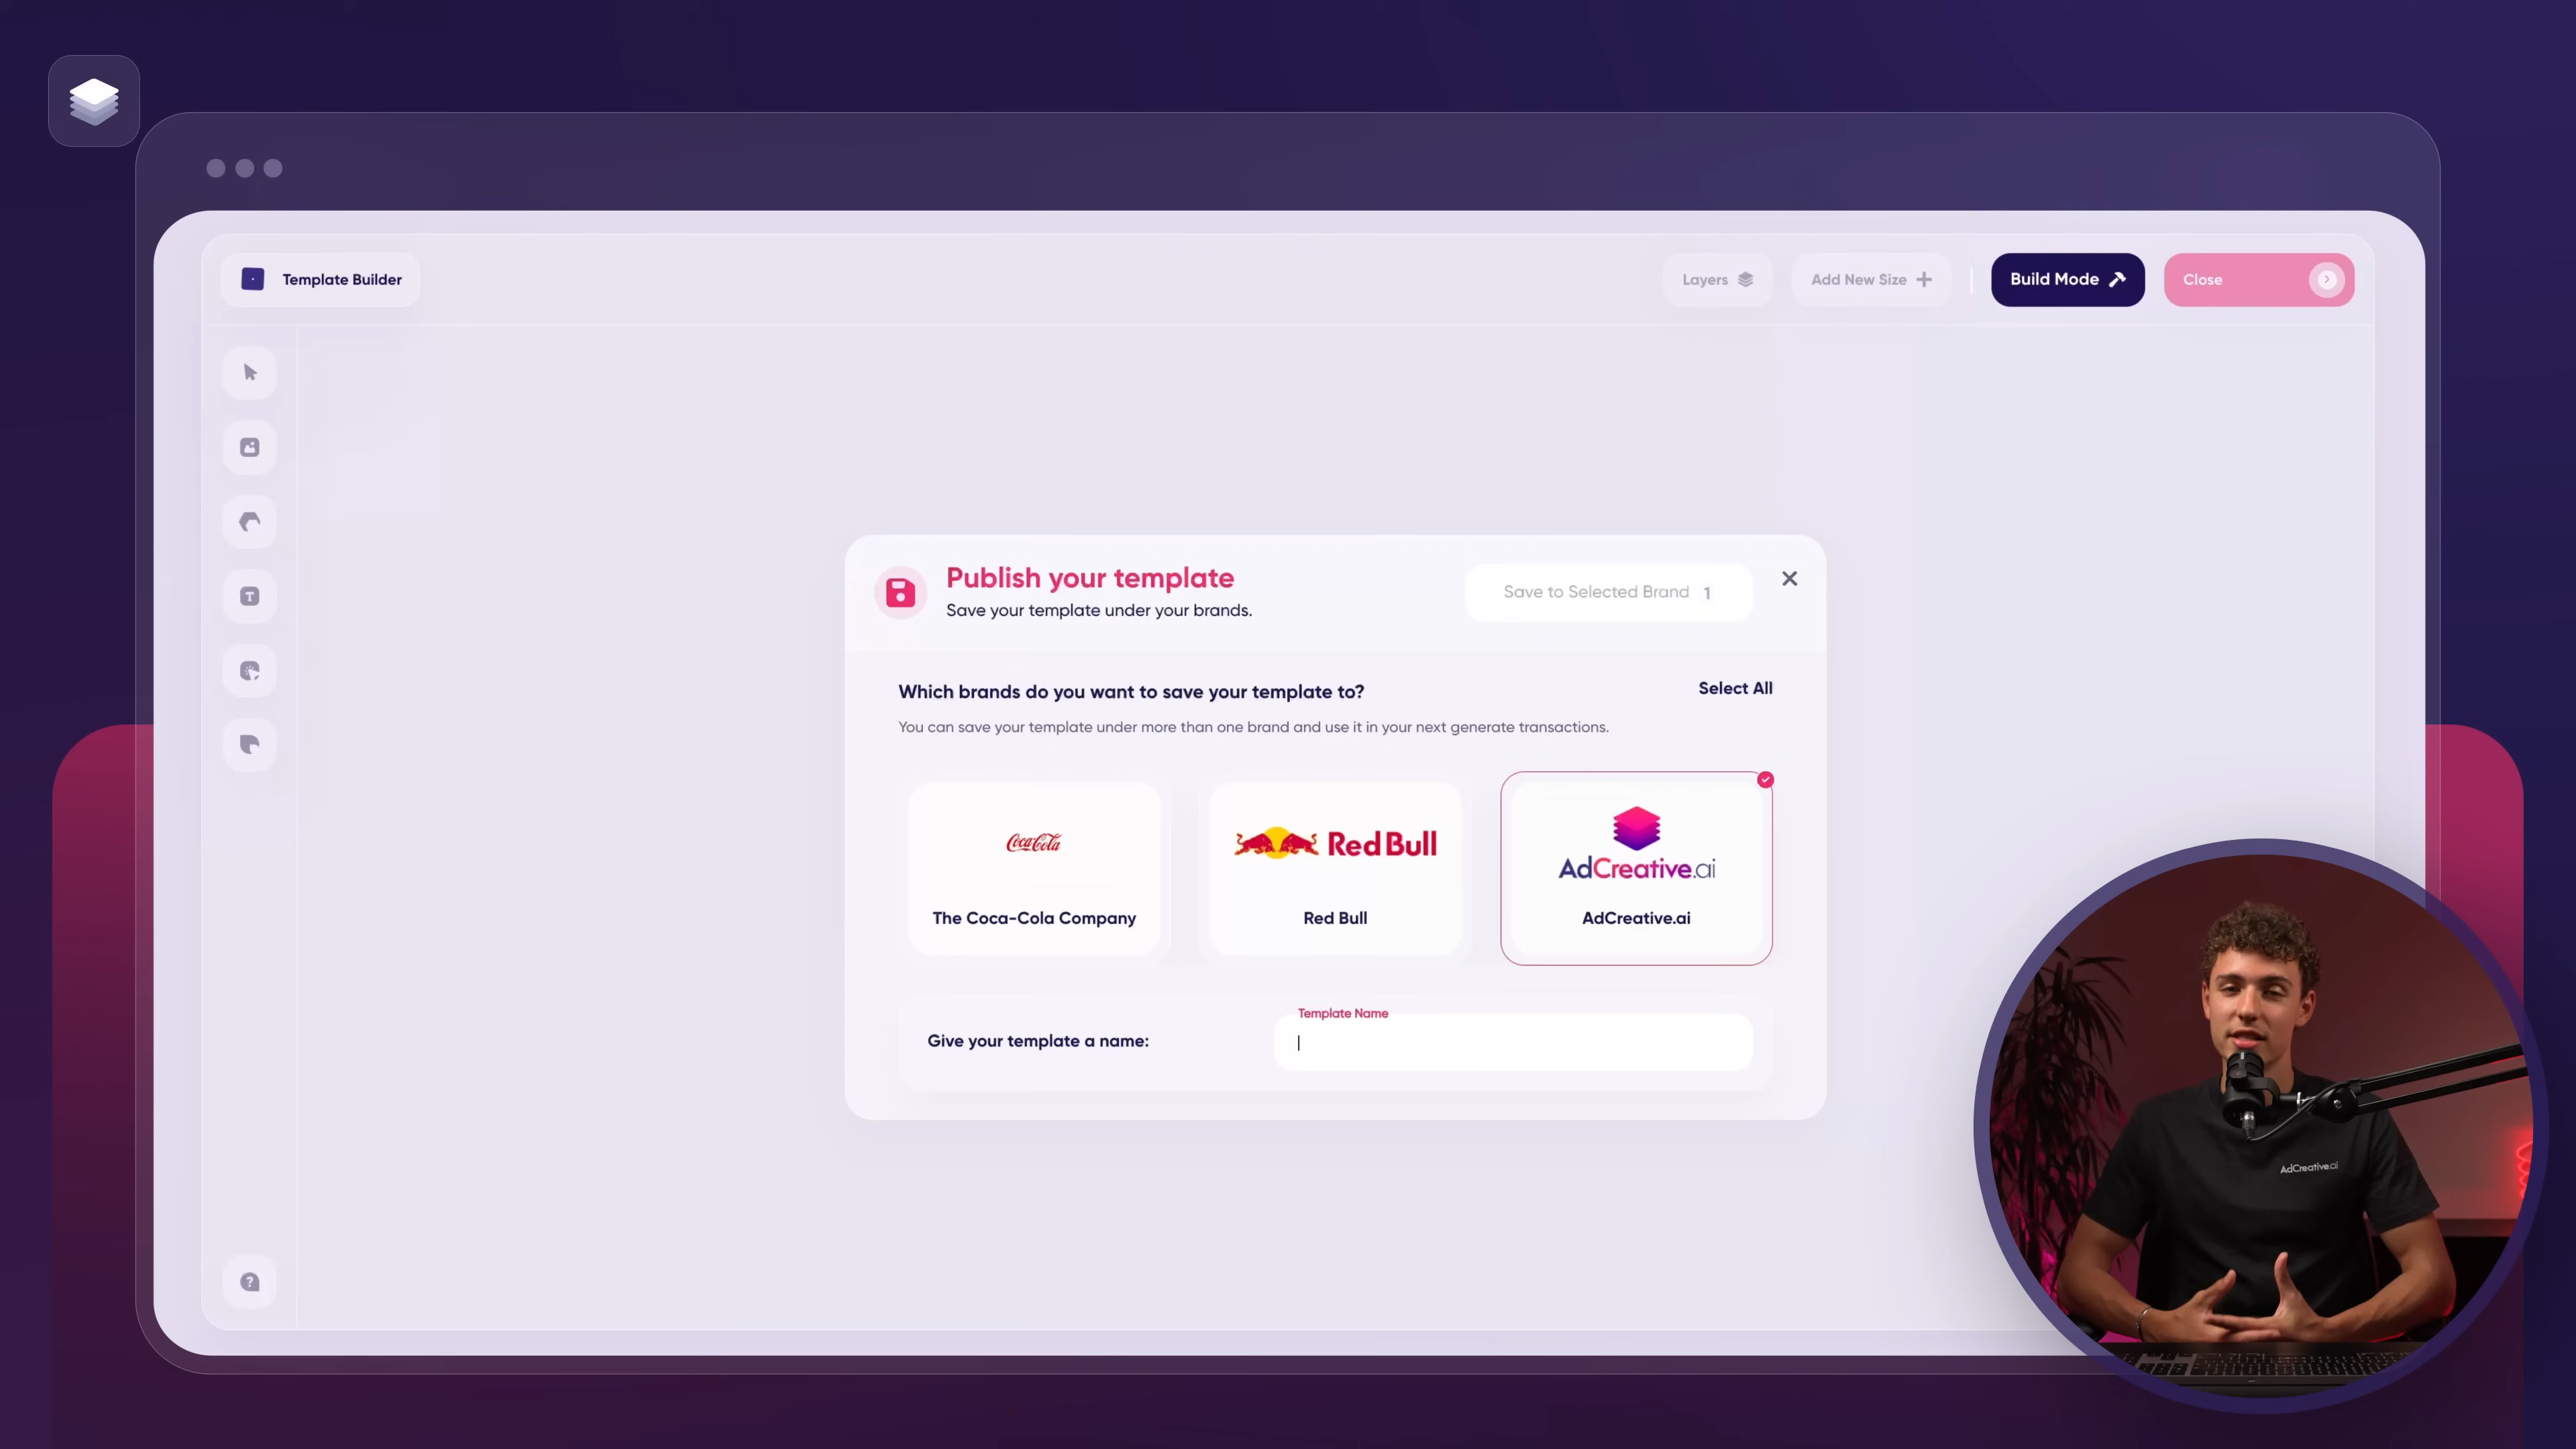 Template Builder
Layers
Add New Size
Build Mode
Close
Publish your template
Save your template under your brands.
Save to Selected Brand 1
Which brands do you want to save your template to?
Select All
You can save your template under more than one brand and use it in your next generate transactions.
Coca-Cola
Red Bull
AdCreative.ai
The Coca-Cola Company
Red Bull
AdCreative.ai
Template Name
Give your template a name:
AdCreative.ai